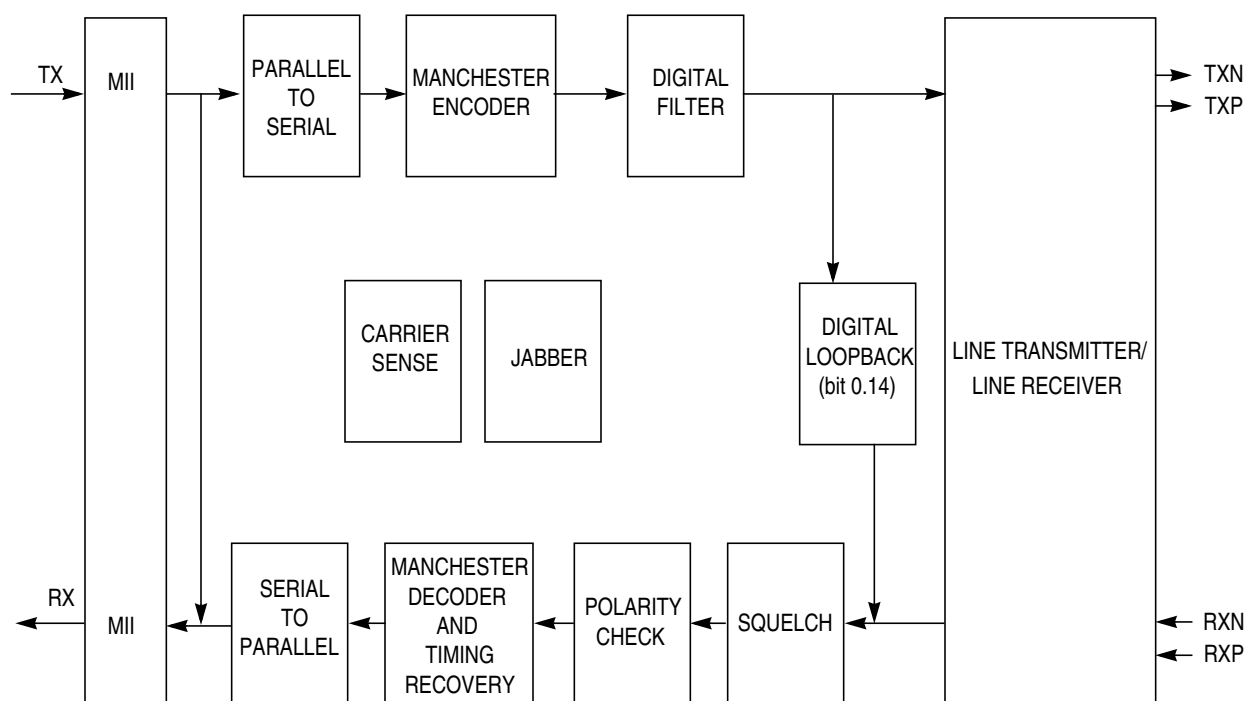 TX
MII
PARALLEL
TO
SERIAL
MANCHESTER
ENCODER
DIGITAL
FILTER
TXN
TXP
CARRIER
SENSE
JABBER
DIGITAL
LOOPBACK
(bit 0.14)
LINE TRANSMITTER/
LINE RECEIVER
RX
MII
SERIAL
TO
PARALLEL
MANCHESTER
DECODER
AND
TIMING
RECOVERY
POLARITY
CHECK
SQUELCH
RXN
RXP